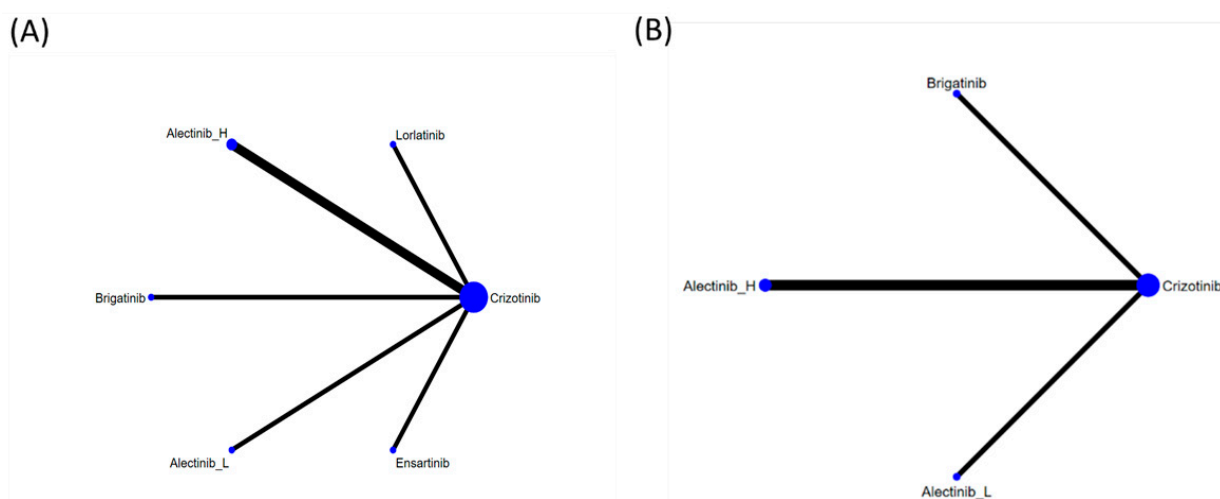 (A)
Alectinib_H
Lorlatinib
Brigatinib
Crizotinib
Alectinib_L
Ensartinib
(B)
Brigatinib
Alectinib_H
Crizotinib
Alectinib_L